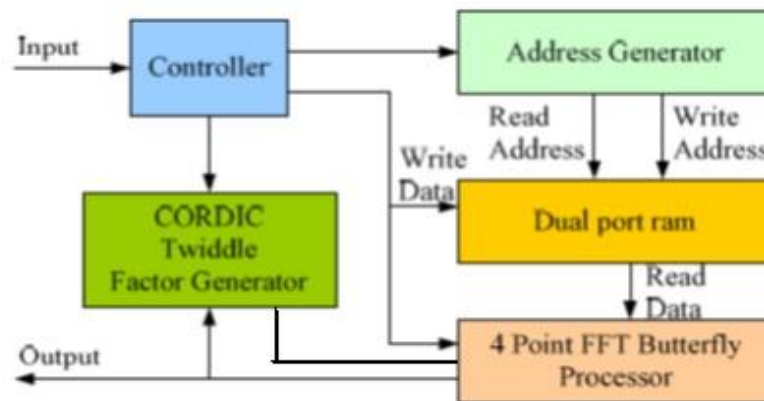 Input
Controller
Address Generator
Read
Address
Write
Address
Write
Data
CORDIC
Twiddle
Factor Generator
Dual port ram
Read
Data
Output
4 Point FFT Butterfly
Processor